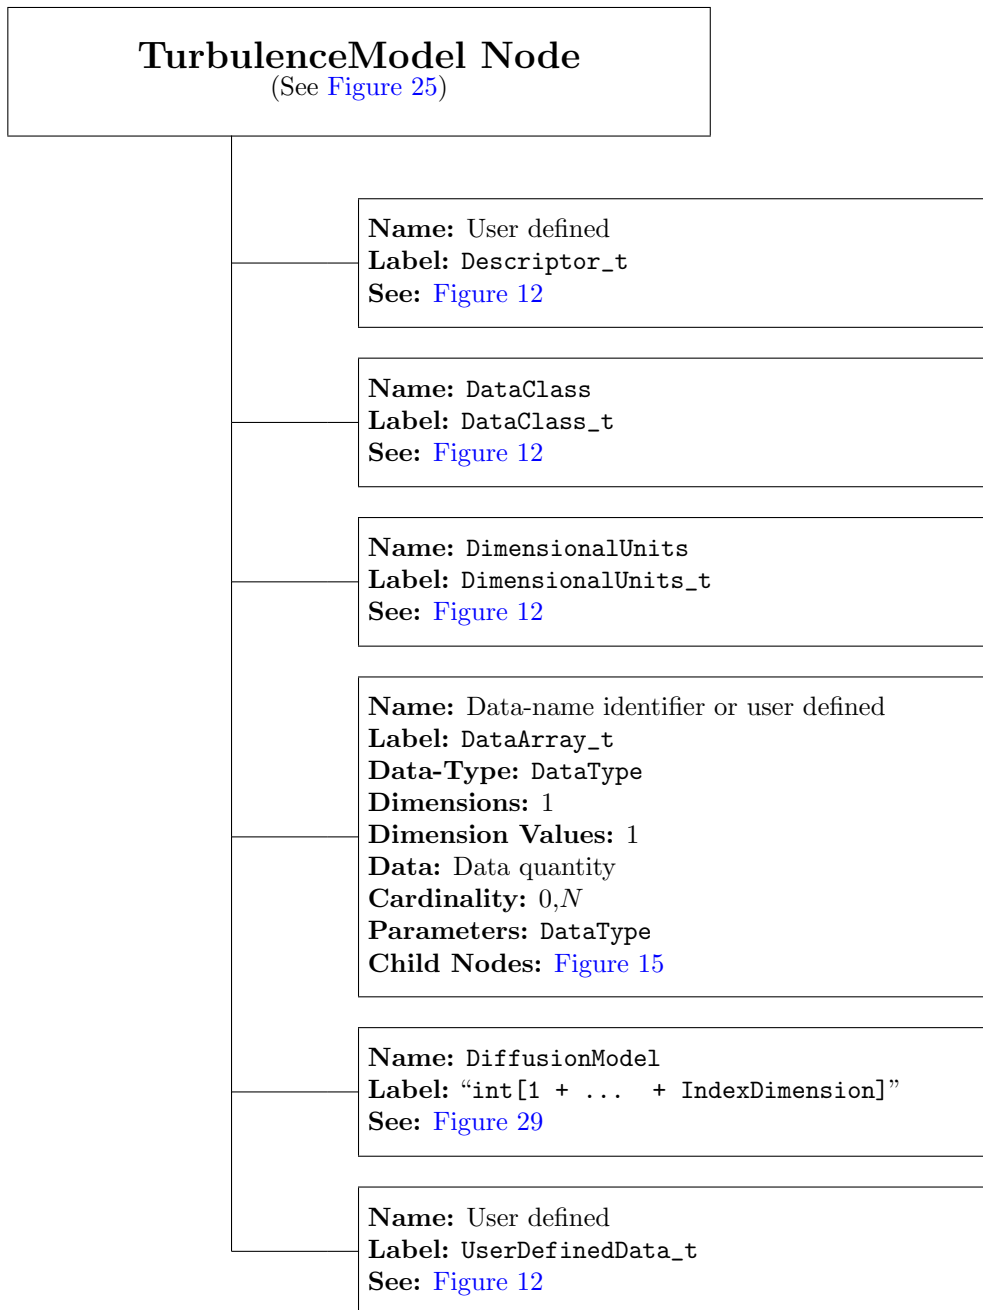 TurbulenceModel Node
(See Figure 25)
Name: User defined
Label: Descriptor_t
See: Figure 12
Name: DataClass
Label: DataClass_t
See: Figure 12
Name: DimensionalUnits
Label: DimensionalUnits_t
See: Figure 12
Name: Data-name identifier or user defined
Label: DataArray_t
Data-Type: DataType
Dimensions: 1
Dimension Values: 1
Data: Data quantity
Cardinality: 0,N
Parameters: DataType
Child Nodes: Figure 15
Name: DiffusionModel
Label: “int[1 + ... + IndexDimension]”
See: Figure 29
Name: User defined
Label: UserDefinedData_t
See: Figure 12